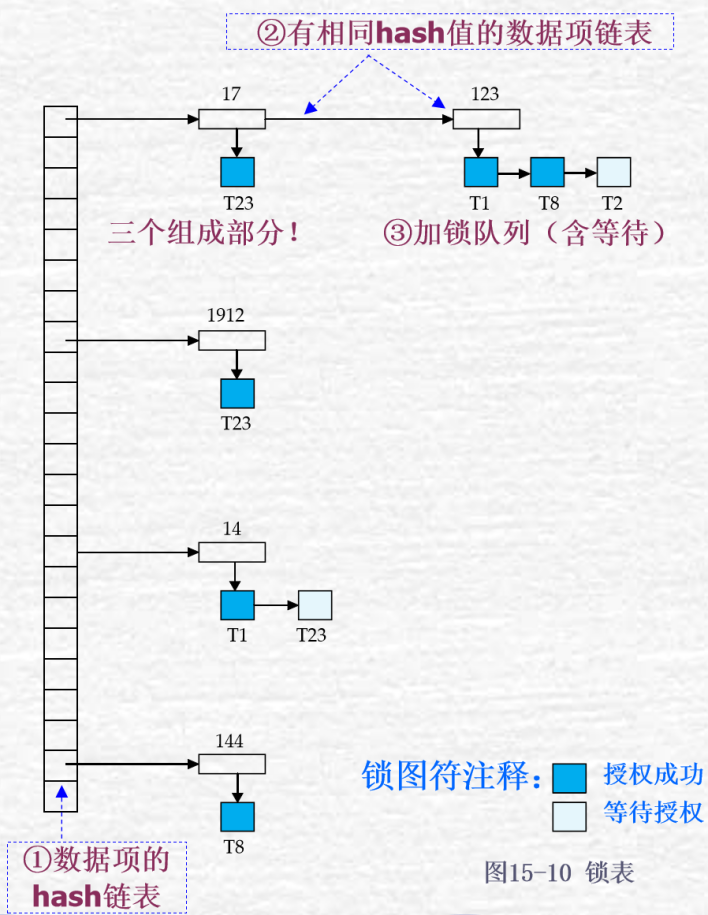 ②有相同hash值的数据项链表
17
123
T23
T1
T8
T2
三个组成部分！
③加锁队列（含等待）
1912
T23
14
T1
T23
144
T8
锁图符注释：
授权成功
等待授权
①数据项的
hash链表
图15-10 锁表